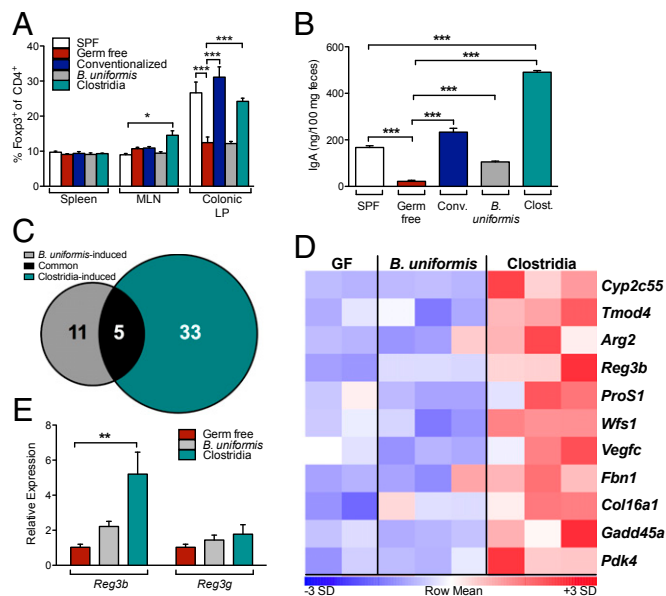 A
SPF
Germ free
Conventionalized
B. uniformis
Clostridia
% Foxp3+ of CD4+
40
30
20
10
0
***
***
***
*
Spleen
MLN
Colonic LP
B
IgA (ng/100 mg feces)
600
400
200
0
***
***
***
***
***
SPF
Germ free
Conv.
B. uniformis
Clost.
C
B. uniformis-induced
Common
Clostridia-induced
11
5
33
D
GF
B. uniformis
Clostridia
Cyp2c55
Tmod4
Arg2
Reg3b
ProS1
Wfs1
Vegfc
Fbn1
Col16a1
Gadd45a
Pdk4
-3 SD
Row Mean
+3 SD
E
Relative Expression
8
6
4
2
0
**
Germ free
B. uniformis
Clostridia
Reg3b
Reg3g